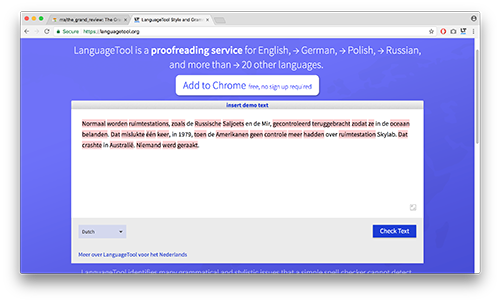 maltha_grand_review: The Gra
LanguageTool Style and Gram
Secure https://languagetool.org
LanguageTool is a proofreading service for English, → German, → Polish, → Russian,
and more than → 20 other languages.
Add to Chrome free, no sign up required
insert demo text
Normaal worden ruimtestations, zoals de Russische Saljoets en de Mir, gecontroleerd teruggebracht zodat ze in de oceaan
belanden. Dat mislukte één keer, in 1979, toen de Amerikanen geen controle meer hadden over ruimtestation Skylab. Dat
crashte in Australië. Niemand werd geraakt.
Dutch
Check Text
Meer over LanguageTool voor het Nederlands
LanguageTool identifies many grammatical and stylistic issues that a simple spell checker cannot detect